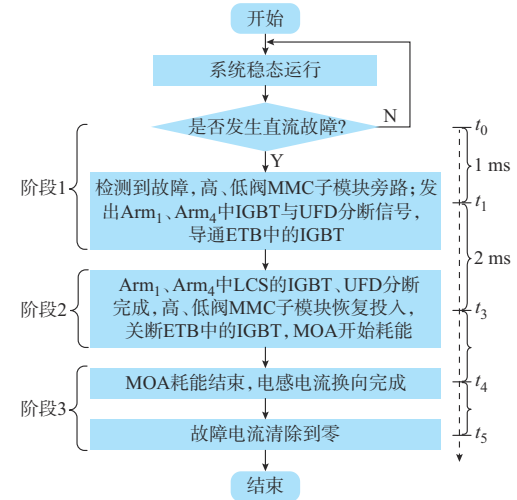 开始
系统稳态运行
是否发生直流故障?
N
Y
t₀
1 ms
阶段1
检测到故障,高、低阀MMC子模块旁路;发
出Arm₁、Arm₄中IGBT与UFD分断信号,
导通ETB中的IGBT
t₁
2 ms
阶段2
Arm₁、Arm₄中LCS的IGBT、UFD分断
完成,高、低阀MMC子模块恢复投入,
关断ETB中的IGBT,MOA开始耗能
t₃
阶段3
MOA耗能结束,电感电流换向完成
t₄
故障电流清除到零
t₅
结束